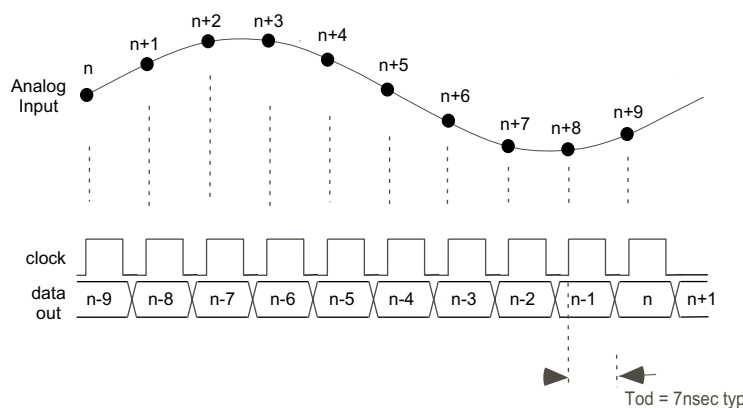 n
n+1
n+2
n+3
n+4
n+5
n+6
n+7
n+8
n+9
Analog
Input
clock
data
out
n-9
n-8
n-7
n-6
n-5
n-4
n-3
n-2
n-1
n
n+1
Tod = 7nsec typ